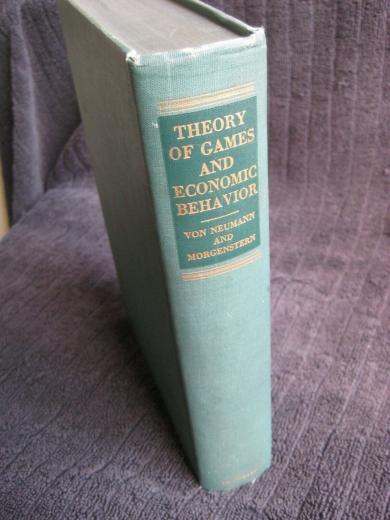 THEORY
OF GAMES
AND
ECONOMIC
BEHAVIOR
VON NEUMANN
AND
MORGENSTERN